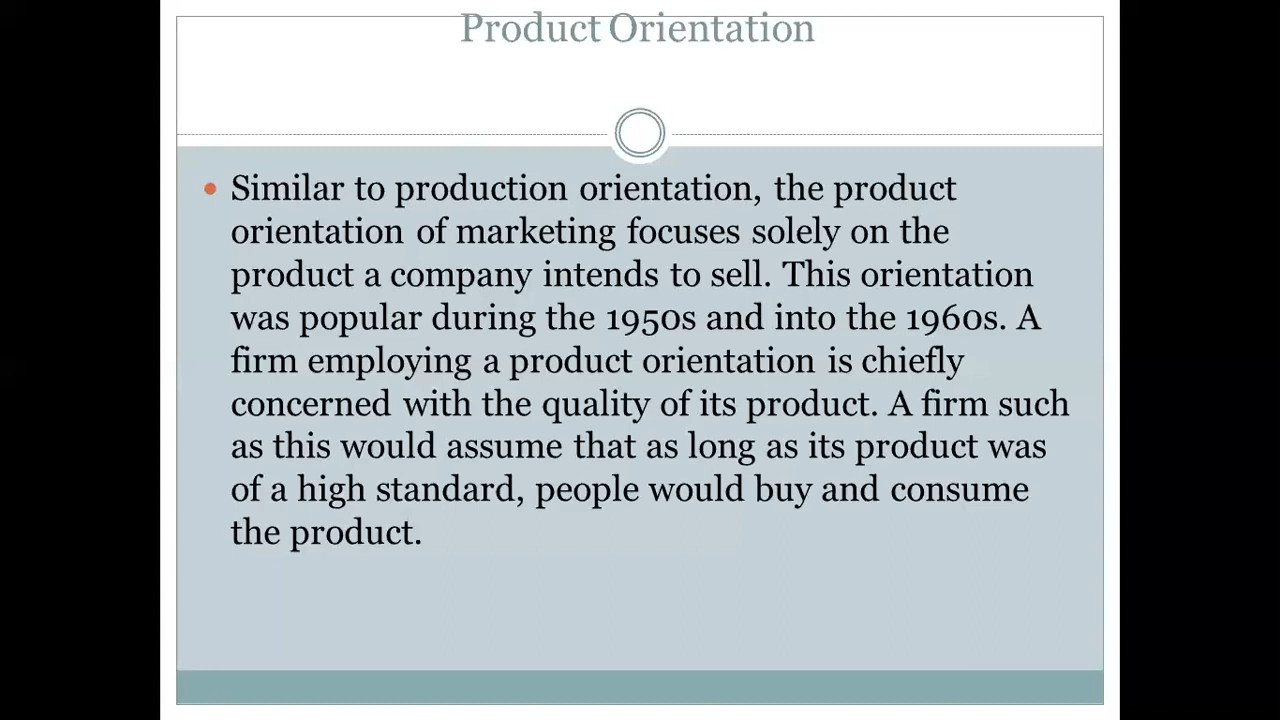 Product Orientation
• Similar to production orientation, the product
orientation of marketing focuses solely on the
product a company intends to sell. This orientation
was popular during the 1950s and into the 1960s. A
firm employing a product orientation is chiefly
concerned with the quality of its product. A firm such
as this would assume that as long as its product was
of a high standard, people would buy and consume
the product.